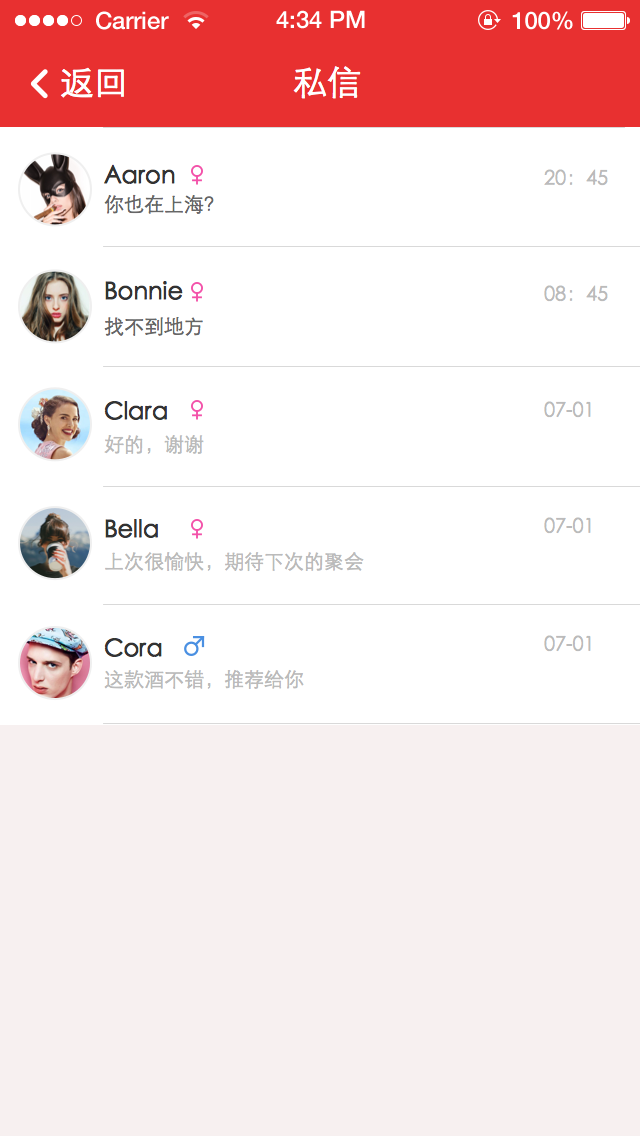 Carrier 4:34 PM 100%
返回 私信
Aaron ♀ 20：45
你也在上海?
Bonnie ♀ 08：45
找不到地方
Clara ♀ 07-01
好的，谢谢
Bella ♀ 07-01
上次很愉快，期待下次的聚会
Cora ♂ 07-01
这款酒不错，推荐给你